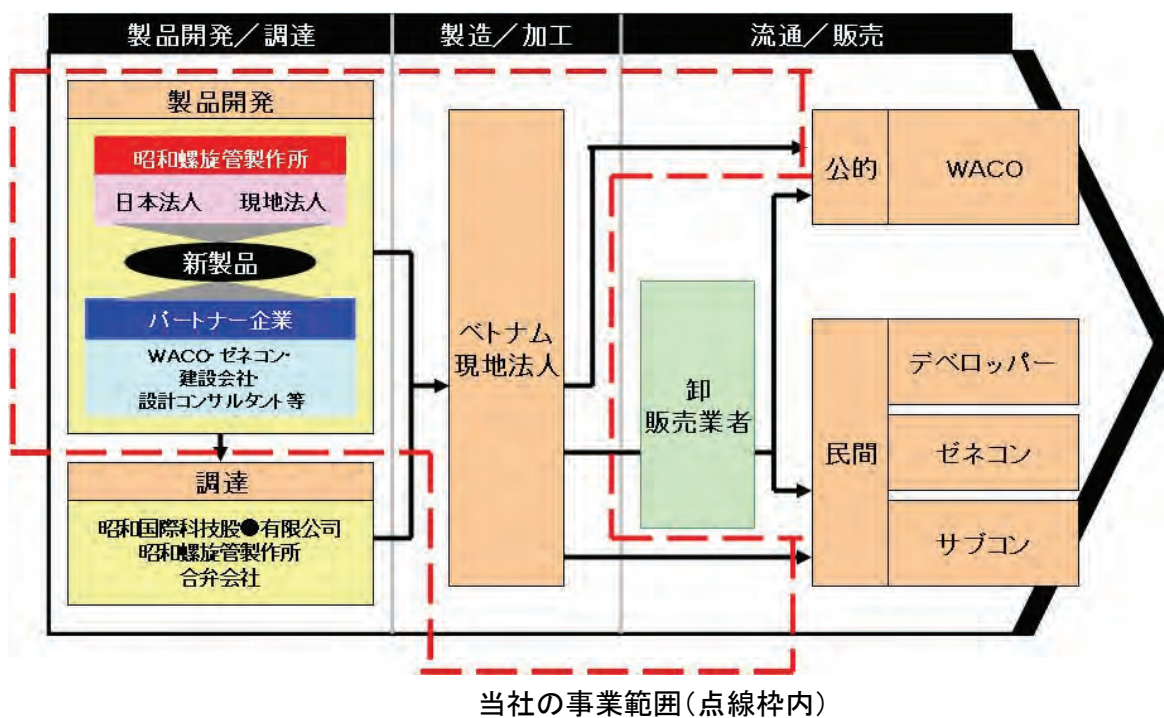 製品開発／調達
製造／加工
流通／販売
製品開発
昭和螺旋管製作所
日本法人 現地法人
新製品
パートナー企業
WACO・ゼネコン・
建設会社・
設計コンサルタント等
調達
昭和国際科技股●有限公司
昭和螺旋管製作所
合弁会社
ベトナム
現地法人
卸
販売業者
公的
WACO
民間
デベロッパー
ゼネコン
サブコン
当社の事業範囲(点線枠内)